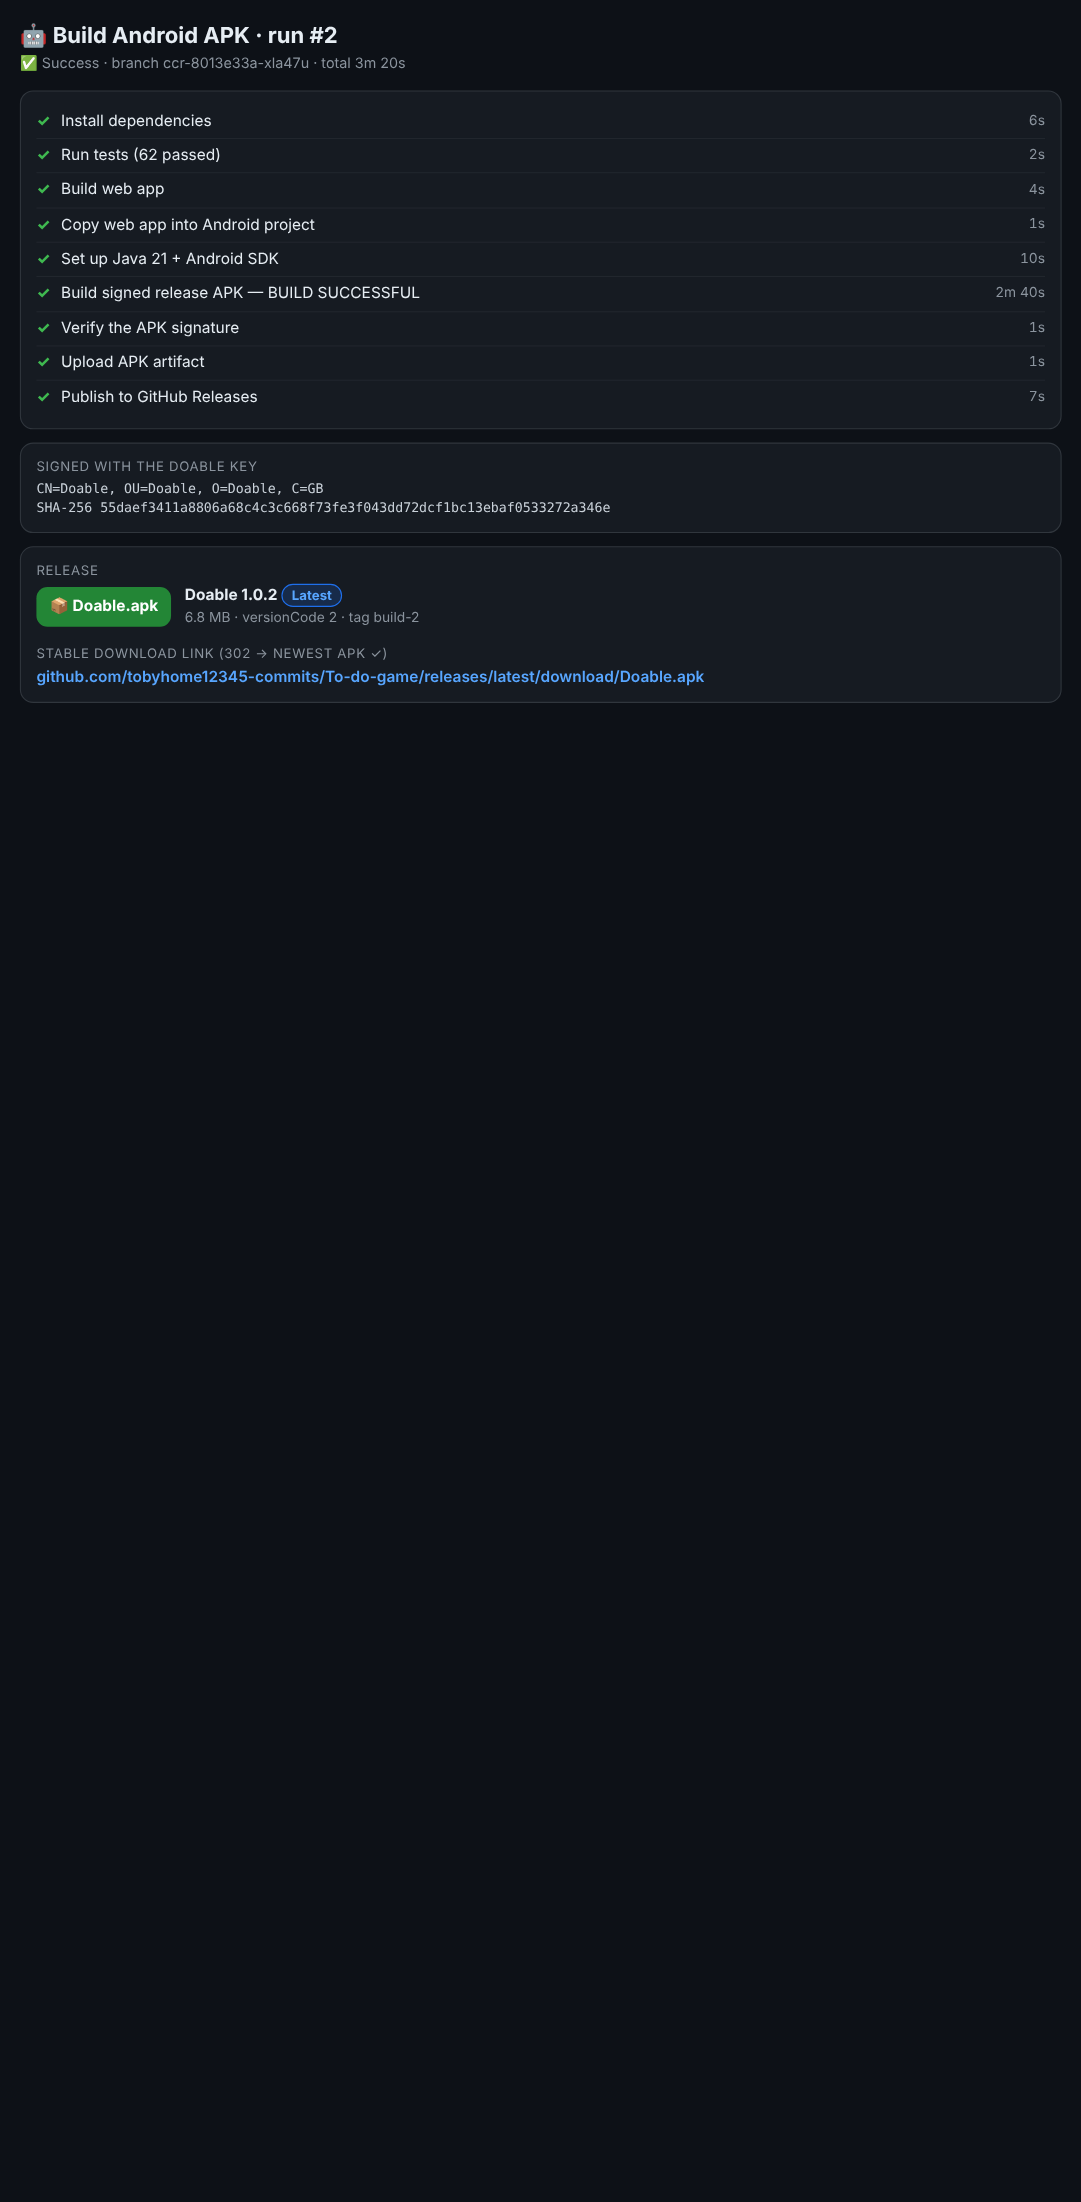 🤖 Build Android APK · run #2
✅ Success · branch ccr-8013e33a-xla47u · total 3m 20s
✓ Install dependencies 6s
✓ Run tests (62 passed) 2s
✓ Build web app 4s
✓ Copy web app into Android project 1s
✓ Set up Java 21 + Android SDK 10s
✓ Build signed release APK — BUILD SUCCESSFUL 2m 40s
✓ Verify the APK signature 1s
✓ Upload APK artifact 1s
✓ Publish to GitHub Releases 7s
SIGNED WITH THE DOABLE KEY
CN=Doable, OU=Doable, O=Doable, C=GB
SHA-256 55daef3411a8806a68c4c3c668f73fe3f043dd72dcf1bc13ebaf0533272a346e
RELEASE
📦 Doable.apk
Doable 1.0.2 Latest
6.8 MB · versionCode 2 · tag build-2
STABLE DOWNLOAD LINK (302 → NEWEST APK ✓)
github.com/tobyhome12345-commits/To-do-game/releases/latest/download/Doable.apk